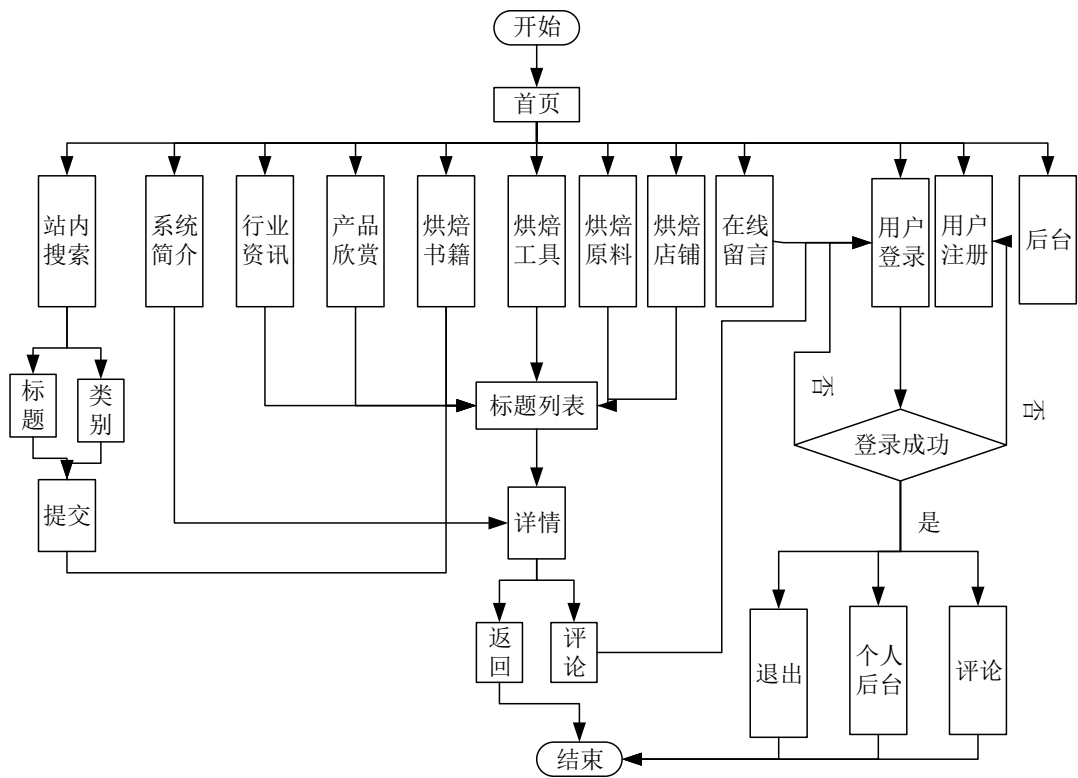 开始
首页
站内
搜索
系统
简介
行业
资讯
产品
欣赏
烘焙
书籍
烘焙
工具
烘焙
原料
烘焙
店铺
在线
留言
用户
登录
用户
注册
后台
标
题
类
别
标题列表
否
否
登录成功
提交
详情
是
返
回
评
论
退出
个人
后台
评论
结束